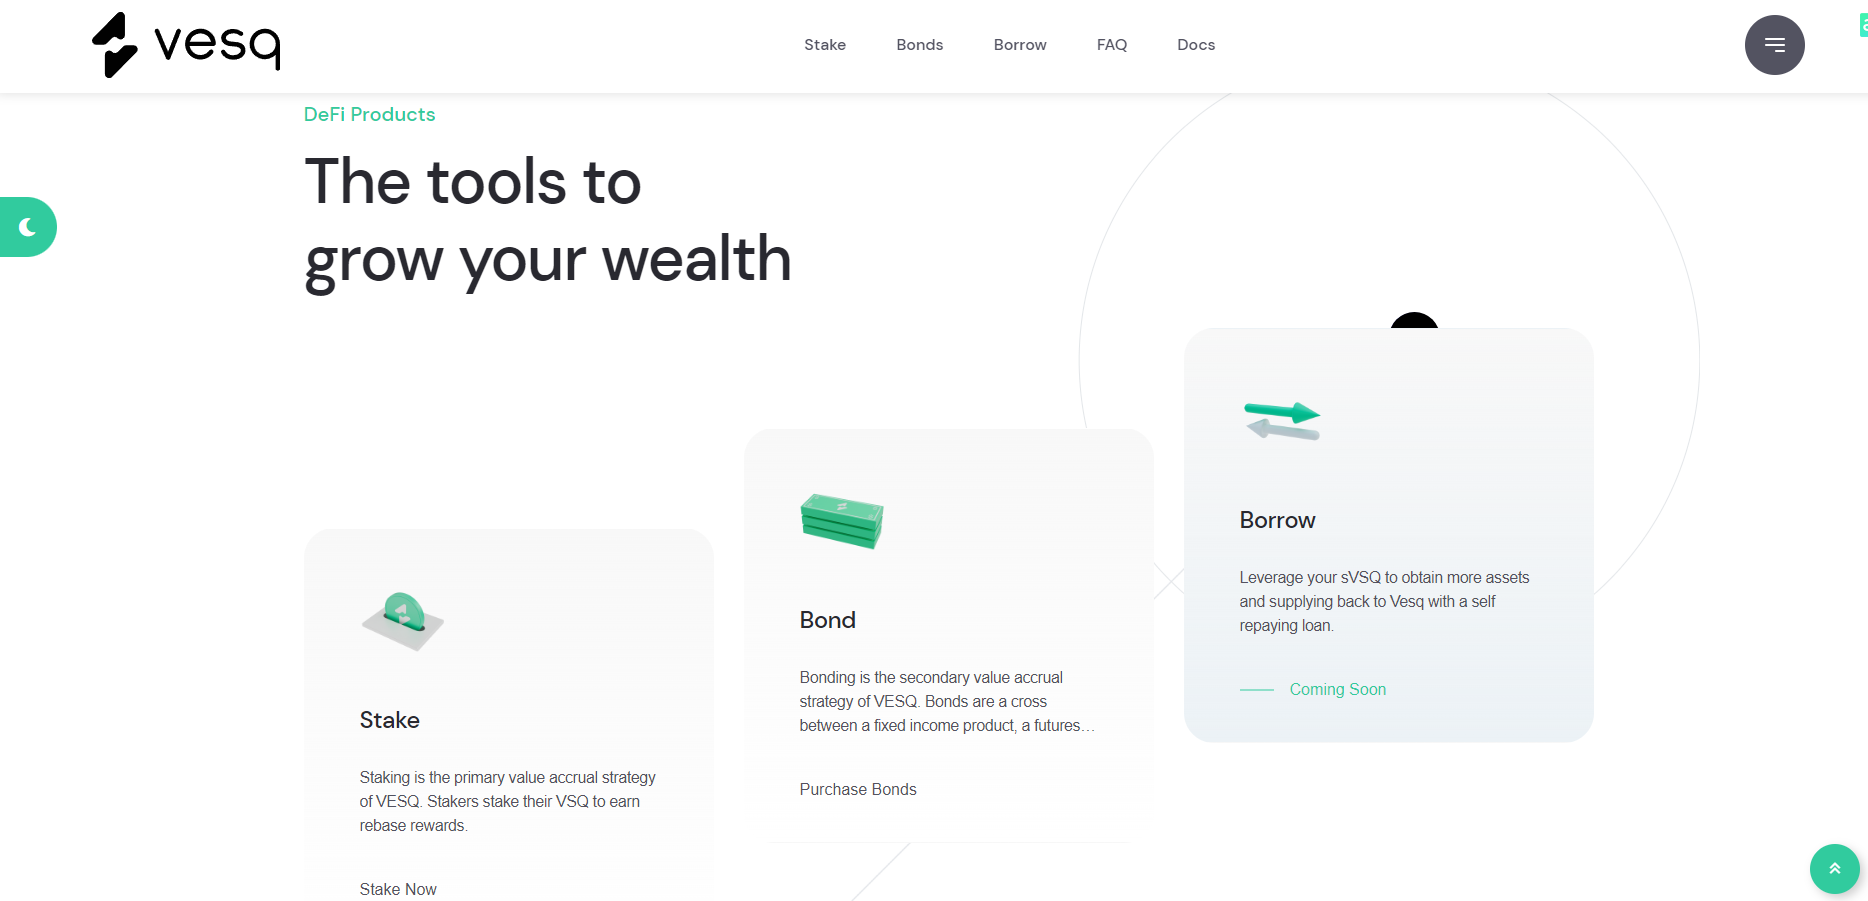 vesq
Stake
Bonds
Borrow
FAQ
Docs
DeFi Products
The tools to
grow your wealth
Stake
Staking is the primary value accrual strategy
of VESQ. Stakers stake their VSQ to earn
rebase rewards.
Stake Now
Bond
Bonding is the secondary value accrual
strategy of VESQ. Bonds are a cross
between a fixed income product, a futures…
Purchase Bonds
Borrow
Leverage your sVSQ to obtain more assets
and supplying back to Vesq with a self
repaying loan.
Coming Soon